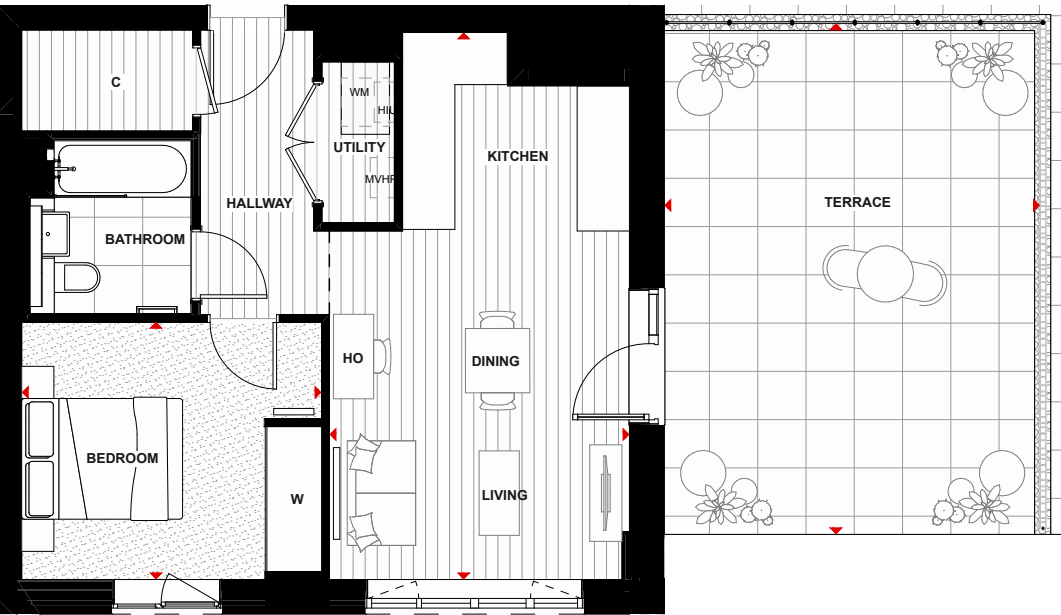 C
WM
HIU
UTILITY
MVHR
KITCHEN
HALLWAY
TERRACE
BATHROOM
HO
DINING
BEDROOM
W
LIVING